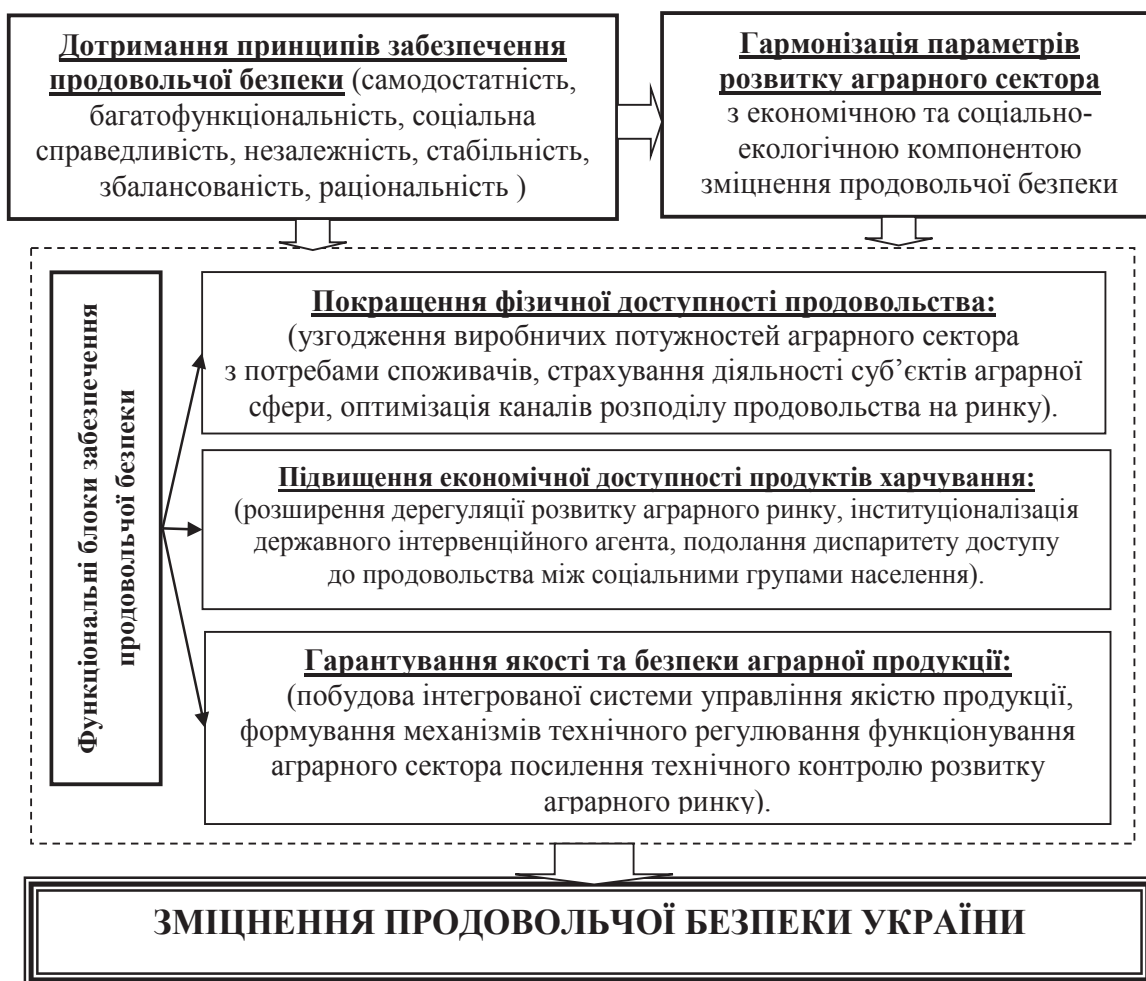 Дотримання принципів забезпечення
продовольчої безпеки (самодостатність,
багатофункціональність, соціальна
справедливість, незалежність, стабільність,
збалансованість, раціональність )
Гармонізація параметрів
розвитку аграрного сектора
з економічною та соціально-
екологічною компонентою
зміцнення продовольчої безпеки
Функціональні блоки забезпечення
продовольчої безпеки
Покращення фізичної доступності продовольства:
(узгодження виробничих потужностей аграрного сектора
з потребами споживачів, страхування діяльності суб’єктів аграрної
сфери, оптимізація каналів розподілу продовольства на ринку).
Підвищення економічної доступності продуктів харчування:
(розширення дерегуляції розвитку аграрного ринку, інституціоналізація
державного інтервенційного агента, подолання диспаритету доступу
до продовольства між соціальними групами населення).
Гарантування якості та безпеки аграрної продукції:
(побудова інтегрованої системи управління якістю продукції,
формування механізмів технічного регулювання функціонування
аграрного сектора посилення технічного контролю розвитку
аграрного ринку).
ЗМІЦНЕННЯ ПРОДОВОЛЬЧОЇ БЕЗПЕКИ УКРАЇНИ